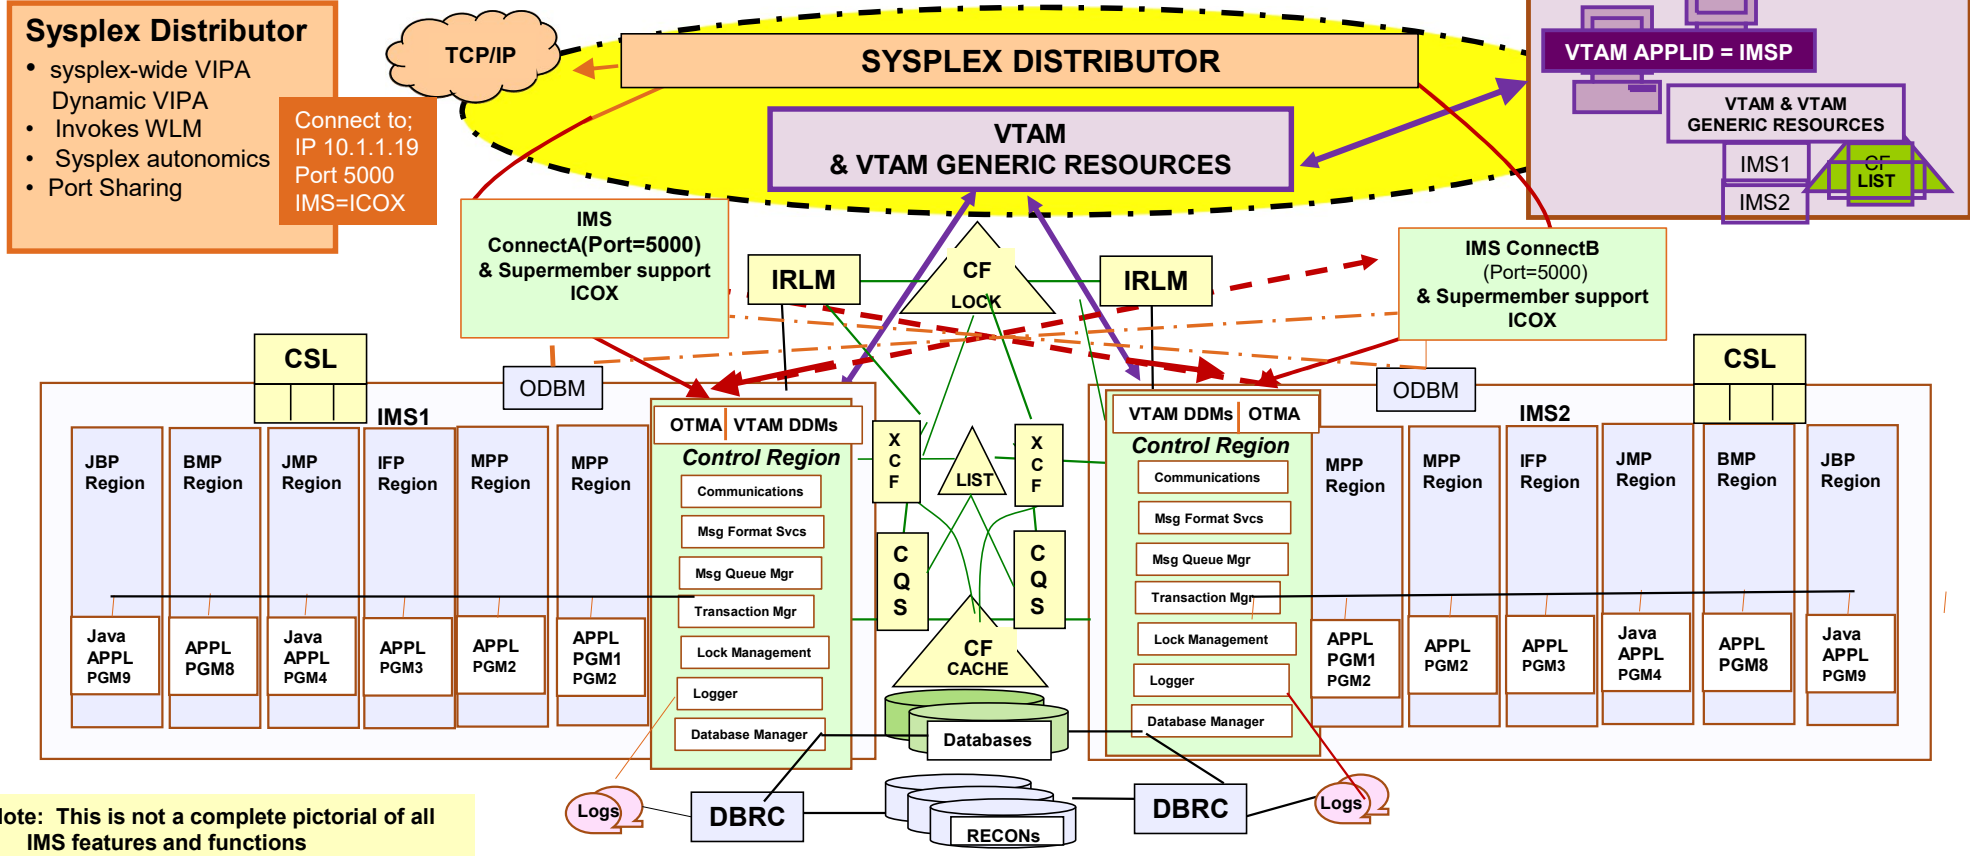 Sysplex Distributor
• sysplex-wide VIPA
Dynamic VIPA
• Invokes WLM
• Sysplex autonomics
• Port Sharing
Connect to;
IP 10.1.1.19
Port 5000
IMS=ICOX
TCP/IP
SYSPLEX DISTRIBUTOR
VTAM
& VTAM GENERIC RESOURCES
VTAM APPLID = IMSP
VTAM & VTAM
GENERIC RESOURCES
IMS1
IMS2
CF
LIST
IMS
ConnectA(Port=5000)
& Supermember support
ICOX
IRLM
CF
LOCK
IRLM
IMS ConnectB
(Port=5000)
& Supermember support
ICOX
CSL
ODBM
IMS1
OTMA
VTAM DDMs
Control Region
Communications
Msg Format Svcs
Msg Queue Mgr
Transaction Mgr
Lock Management
Logger
Database Manager
JBP
Region
BMP
Region
JMP
Region
IFP
Region
MPP
Region
MPP
Region
Java
APPL
PGM9
APPL
PGM8
Java
APPL
PGM4
APPL
PGM3
APPL
PGM2
APPL
PGM1
PGM2
XCF
LIST
XCF
CQS
CQS
CF
CACHE
Databases
RECONs
ODBM
CSL
IMS2
VTAM DDMs
OTMA
Control Region
Communications
Msg Format Svcs
Msg Queue Mgr
Transaction Mgr
Lock Management
Logger
Database Manager
MPP
Region
MPP
Region
IFP
Region
JMP
Region
BMP
Region
JBP
Region
APPL
PGM1
PGM2
APPL
PGM2
APPL
PGM3
Java
APPL
PGM4
APPL
PGM8
Java
APPL
PGM9
Logs
DBRC
DBRC
Logs
ote: This is not a complete pictorial of all
IMS features and functions